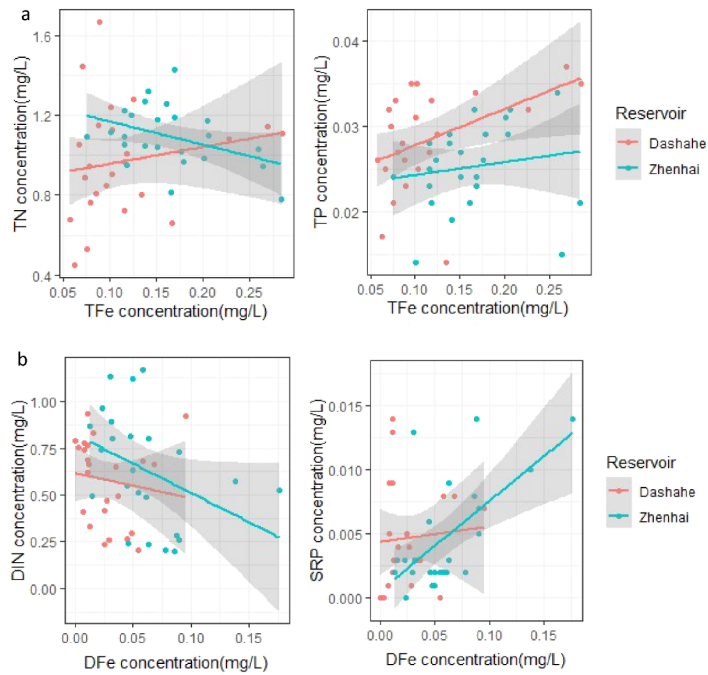 a
1.6
1.2
0.8
0.4
TN concentration(mg/L)
0.05 0.10 0.15 0.20 0.25 0.30
TFe concentration(mg/L)
0.04
0.03
0.02
TP concentration(mg/L)
0.05 0.10 0.15 0.20 0.25 0.30
TFe concentration(mg/L)
Reservoir
Dashahe
Zhenhai
b
1.00
0.75
0.50
0.25
0.00
DIN concentration(mg/L)
0.00 0.05 0.10 0.15
DFe concentration(mg/L)
0.015
0.010
0.005
0.000
SRP concentration(mg/L)
0.00 0.05 0.10 0.15
DFe concentration(mg/L)
Reservoir
Dashahe
Zhenhai